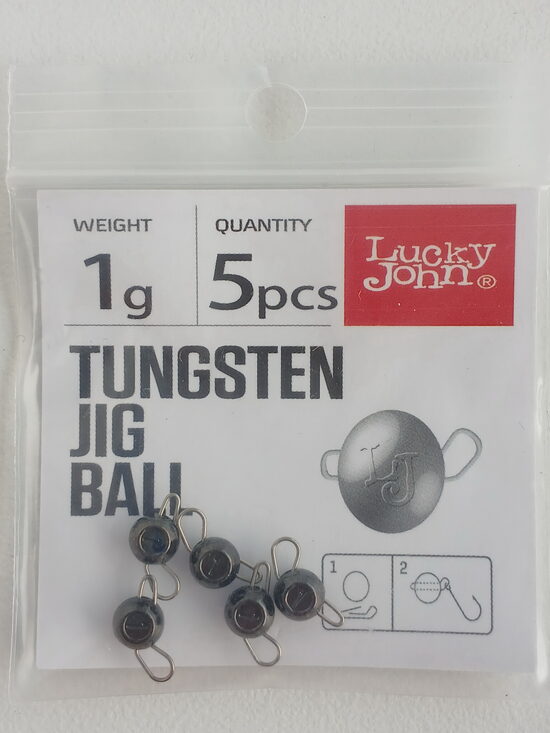 WEIGHT
1g
QUANTITY
5pcs
Lucky
John®
TUNGSTEN
JIG
BALL
LJ
1
2